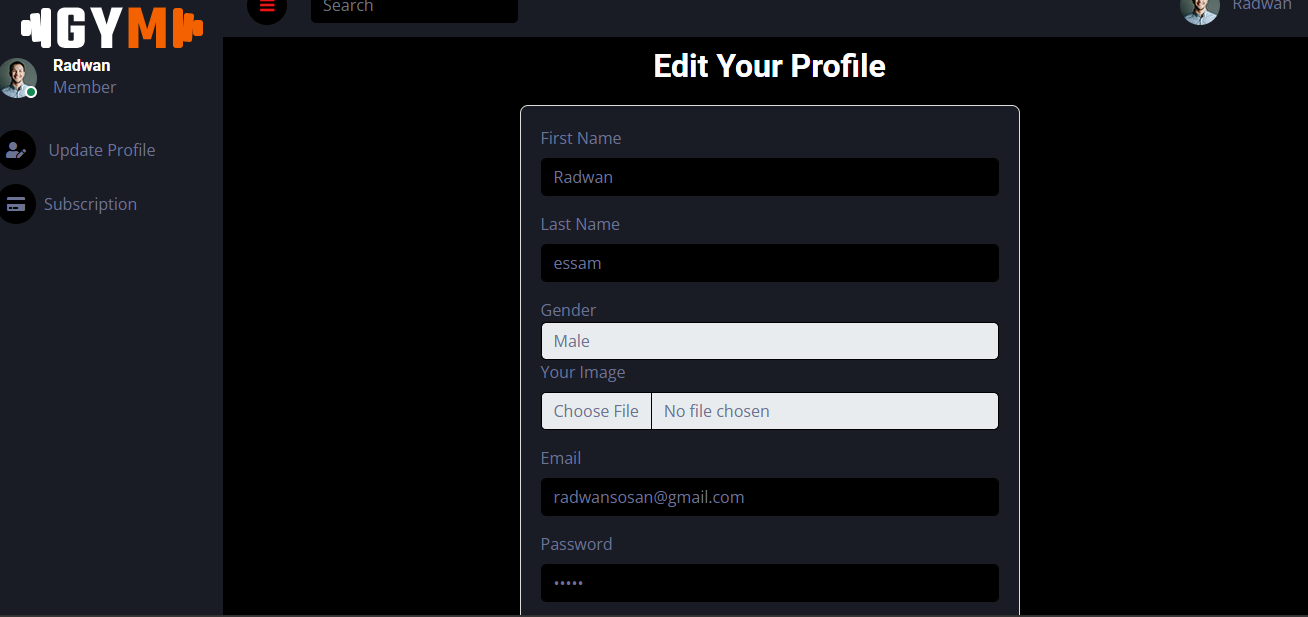 GYM
Radwan
Member
Update Profile
Subscription
Search
Radwan
Edit Your Profile
First Name
Radwan
Last Name
essam
Gender
Male
Your Image
Choose File No file chosen
Email
radwansosan@gmail.com
Password
•••••